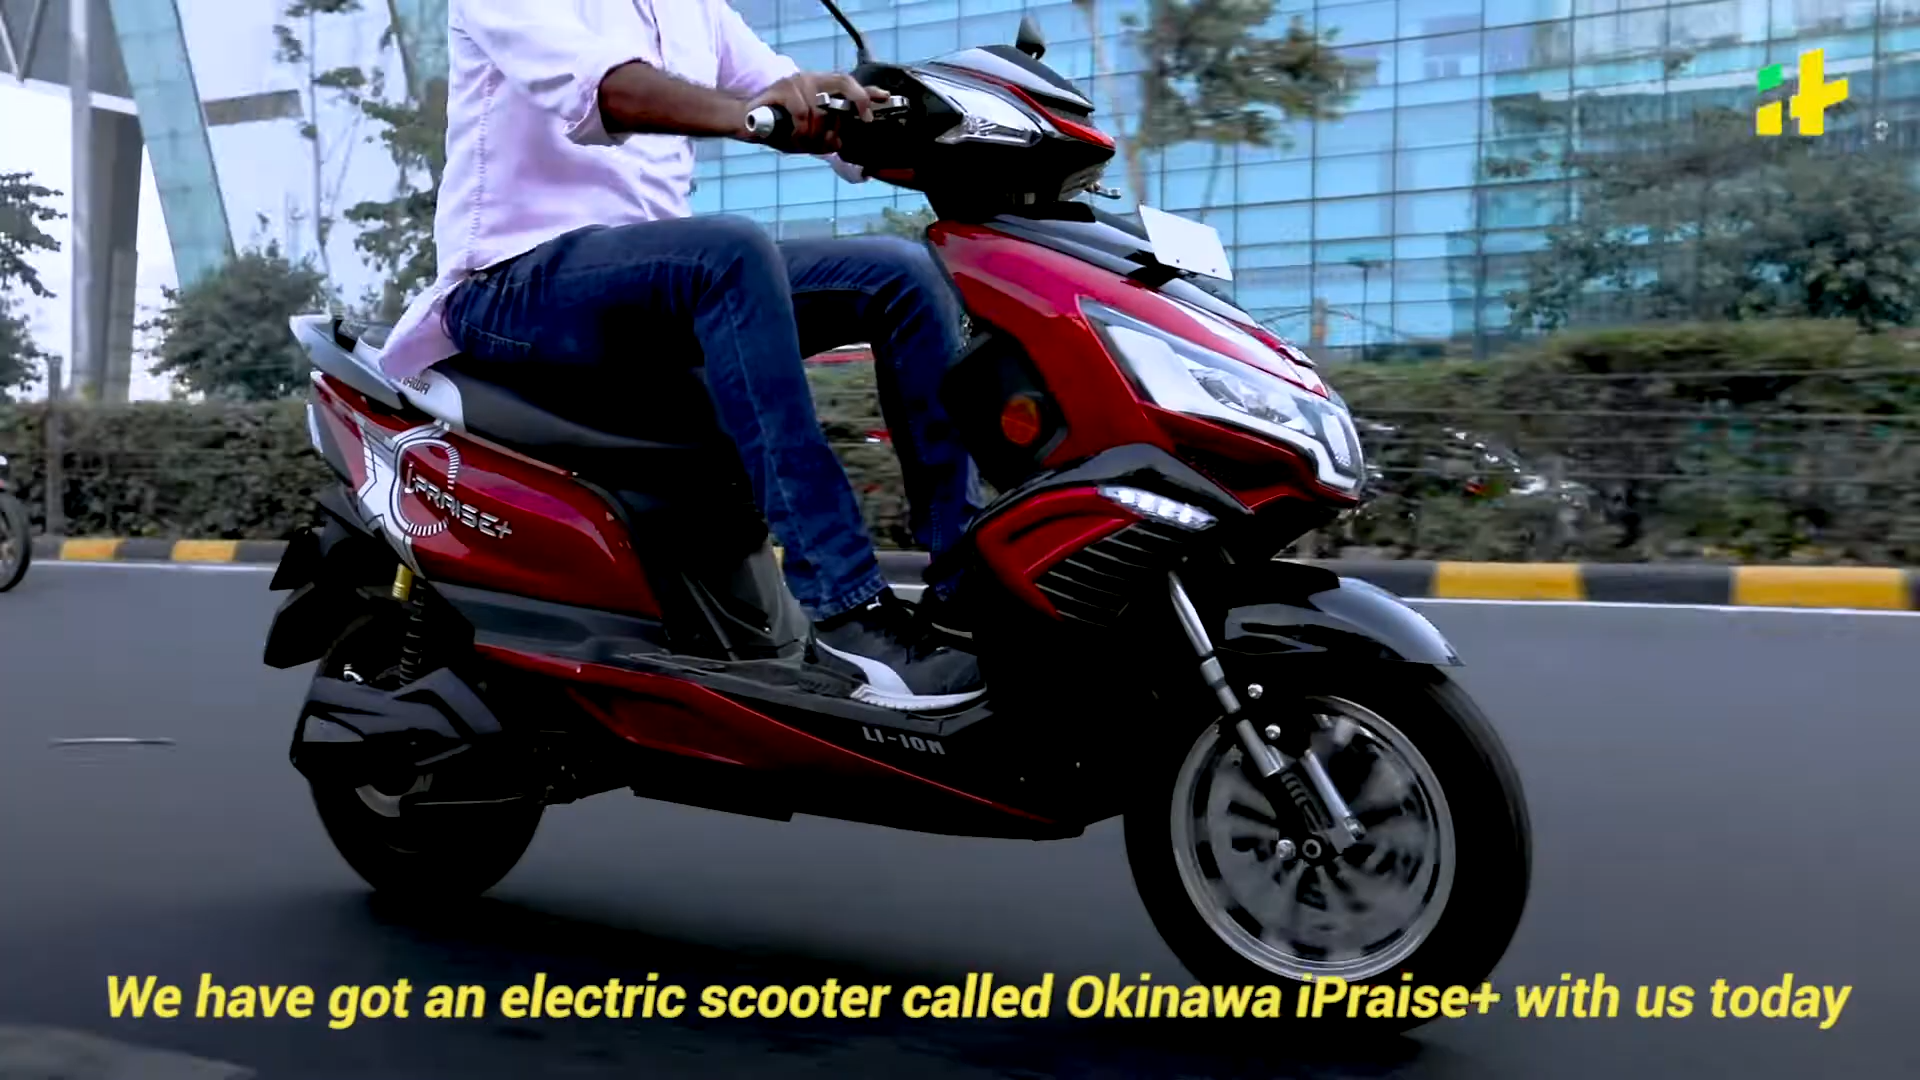 iPRAISE+
LI-ION
We have got an electric scooter called Okinawa iPraise+ with us today